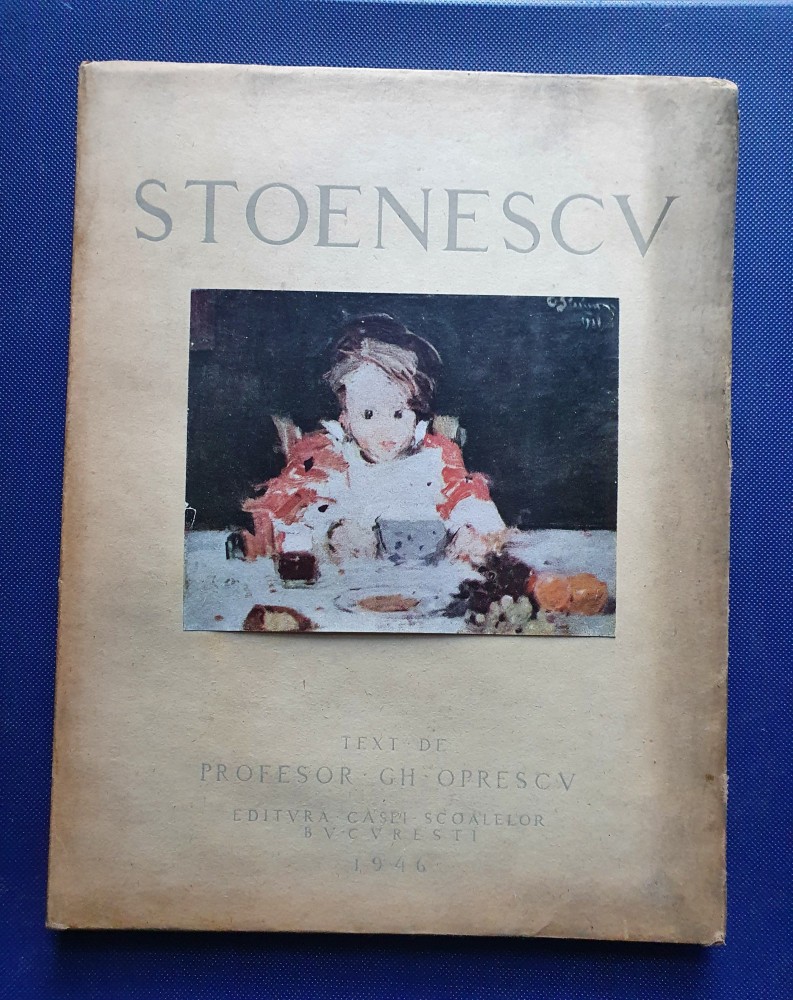 STOENESCV
TEXT·DE
PROFESOR·GH·OPRESCV
EDITVRA·CASEI·SCOALELOR
BVCVRESTI
1946